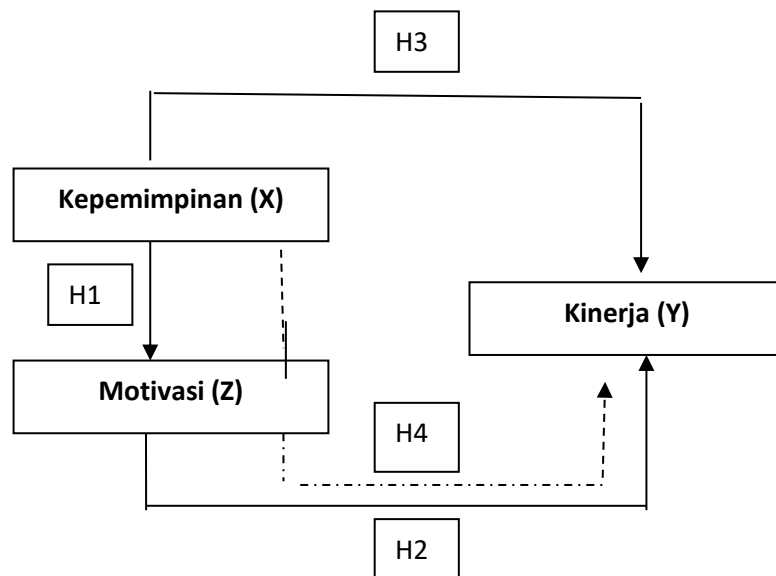 H3
Kepemimpinan (X)
H1
Kinerja (Y)
Motivasi (Z)
H4
H2